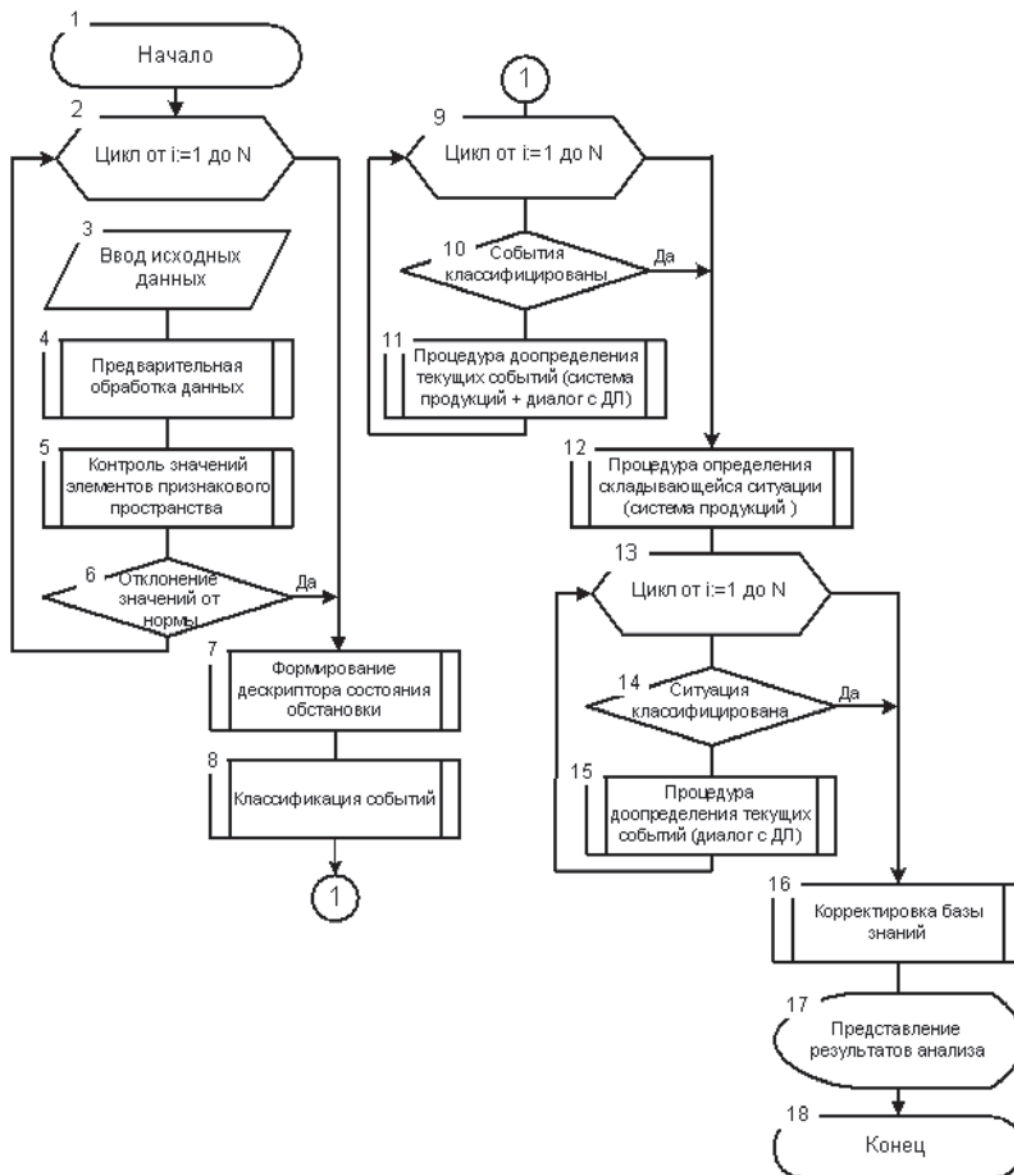 1
Начало
2
Цикл от i:=1 до N
3
Ввод исходных
данных
4
Предварительная
обработка данных
5
Контроль значений
элементов признакового
пространства
6
Отклонение
значений от
нормы
Да
7
Формирование
дескриптора состояния
обстановки
8
Классификация событий
1
1
9
Цикл от i:=1 до N
10
События
классифицированы
Да
11
Процедура доопределения
текущих событий (система
продукций + диалог с ДЛ)
12
Процедура определения
складывающейся ситуации
(система продукций )
13
Цикл от i:=1 до N
14
Ситуация
классифицирована
Да
15
Процедура
доопределения текущих
событий (диалог с ДЛ)
16
Корректировка базы
знаний
17
Представление
результатов анализа
18
Конец